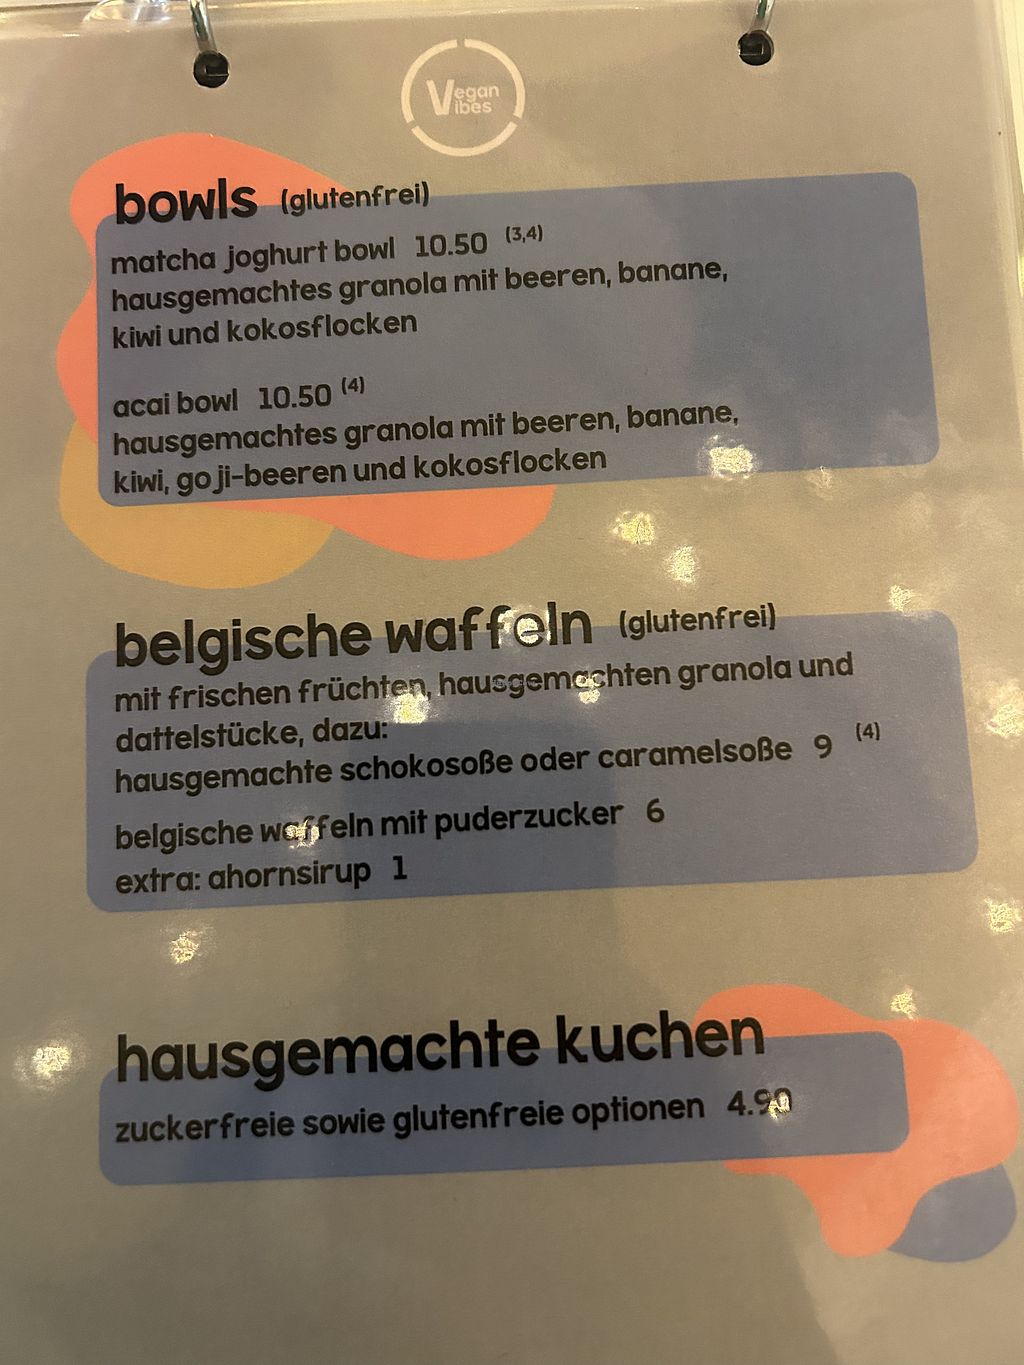 Vegan
Vibes
bowls (glutenfrei)
matcha joghurt bowl 10.50 (3,4)
hausgemachtes granola mit beeren, banane,
kiwi und kokosflocken
acai bowl 10.50 (4)
hausgemachtes granola mit beeren, banane,
kiwi, goji-beeren und kokosflocken
belgische waffeln (glutenfrei)
mit frischen früchten, hausgemachten granola und
dattelstücke, dazu:
hausgemachte schokosoße oder caramelsoße 9 (4)
belgische waffeln mit puderzucker 6
extra: ahornsirup 1
hausgemachte kuchen
zuckerfreie sowie glutenfreie optionen 4.90